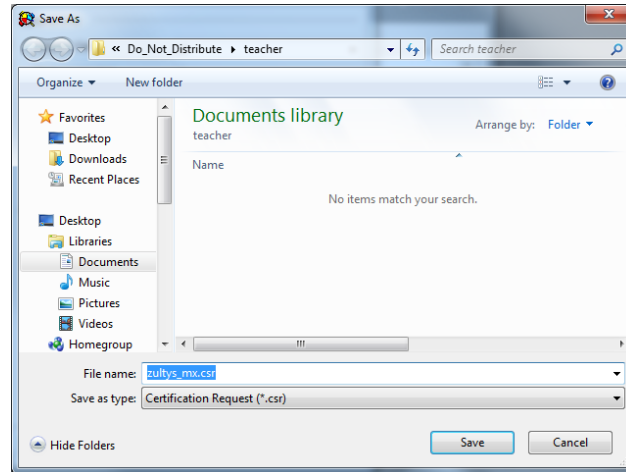 Save As
« Do_Not_Distribute teacher
Search teacher
Organize
New folder
Favorites
Desktop
Downloads
Recent Places
Desktop
Libraries
Documents
Music
Pictures
Videos
Homegroup
Documents library
teacher
Arrange by: Folder
Name
No items match your search.
File name: zultys_mx.csr
Save as type: Certification Request (*.csr)
Hide Folders
Save
Cancel